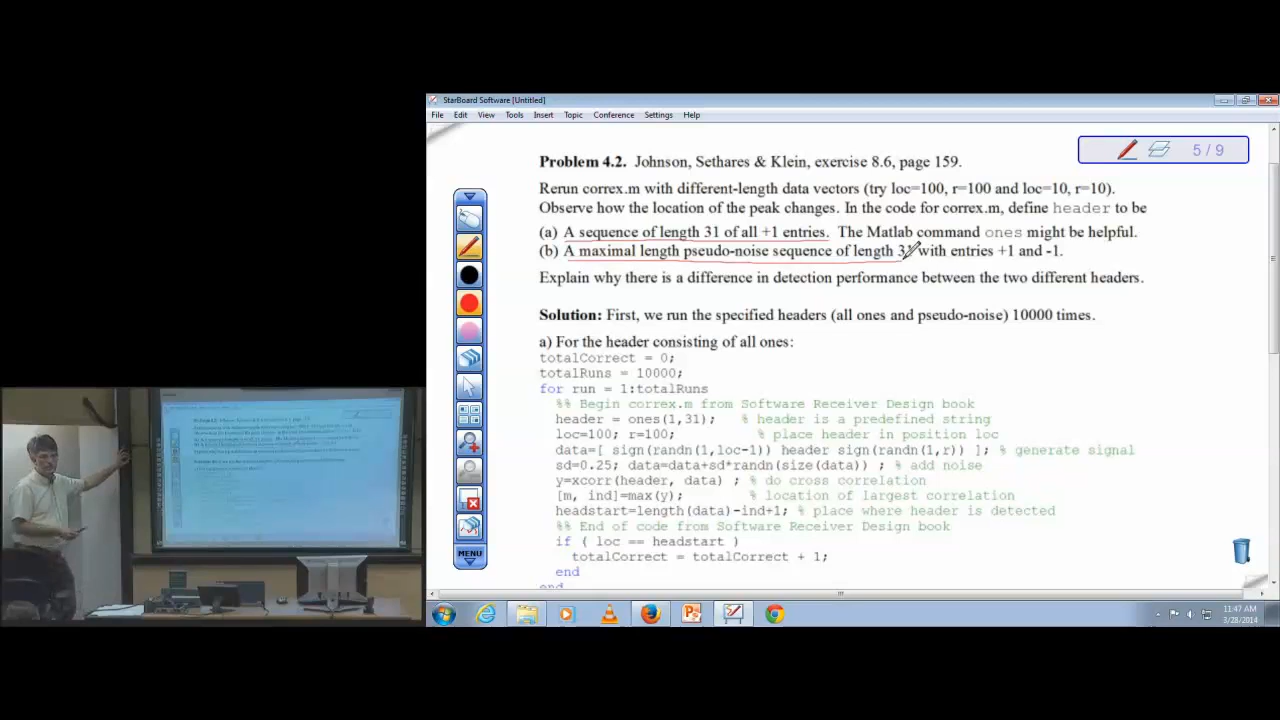 StarBoard Software [Untitled]
File Edit View Tools Insert Topic Conference Settings Help
5 / 9
Problem 4.2. Johnson, Sethares & Klein, exercise 8.6, page 159.
Rerun correx.m with different-length data vectors (try loc=100, r=100 and loc=10, r=10).
Observe how the location of the peak changes. In the code for correx.m, define header to be
(a) A sequence of length 31 of all +1 entries. The Matlab command ones might be helpful.
(b) A maximal length pseudo-noise sequence of length 31 with entries +1 and -1.
Explain why there is a difference in detection performance between the two different headers.
Solution: First, we run the specified headers (all ones and pseudo-noise) 10000 times.
a) For the header consisting of all ones:
totalCorrect = 0;
totalRuns = 10000;
for run = 1:totalRuns
%% Begin correx.m from Software Receiver Design book
header = ones(1,31); % header is a predefined string
loc=100; r=100; % place header in position loc
data=[ sign(randn(1,loc-1)) header sign(randn(1,r)) ]; % generate signal
sd=0.25; data=data+sd*randn(size(data)) ; % add noise
y=xcorr(header, data) ; % do cross correlation
[m, ind]=max(y); % location of largest correlation
headstart=length(data)-ind+1; % place where header is detected
%% End of code from Software Receiver Design book
if ( loc == headstart )
totalCorrect = totalCorrect + 1;
end
end
MENU
11:47 AM
3/28/2014